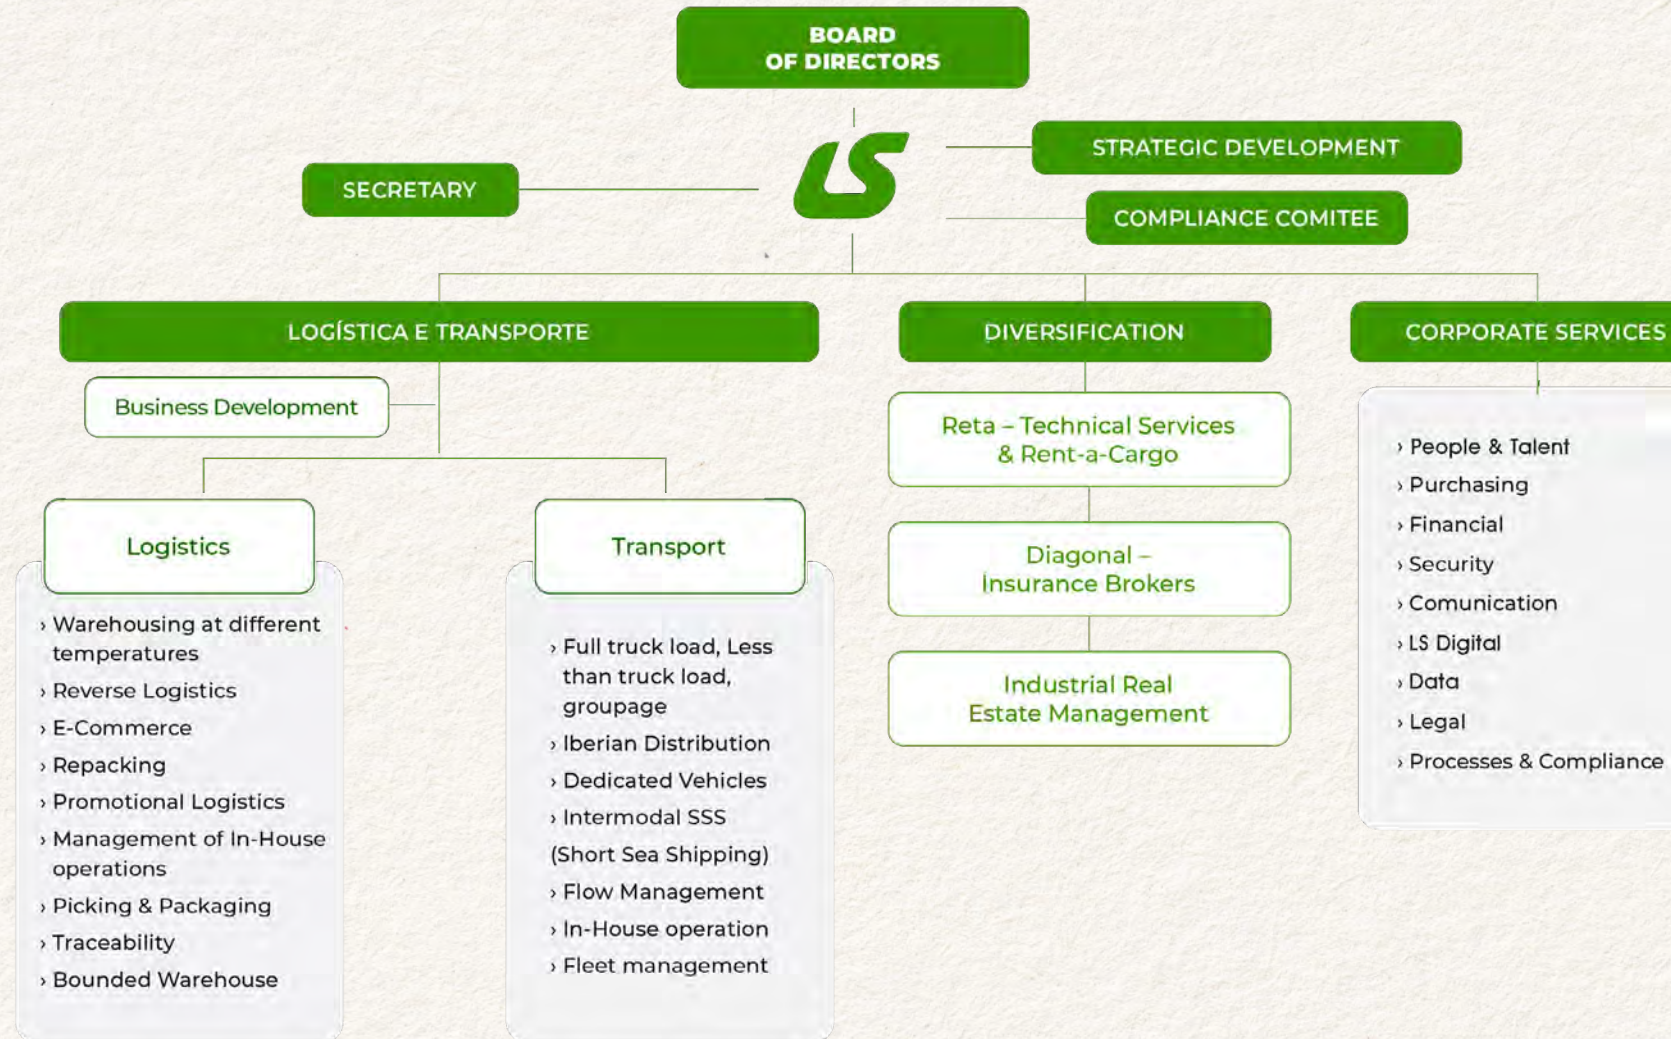 BOARD
OF DIRECTORS
LS
STRATEGIC DEVELOPMENT
SECRETARY
COMPLIANCE COMITEE
LOGÍSTICA E TRANSPORTE
Business Development
Logistics
› Warehousing at different
temperatures
› Reverse Logistics
› E-Commerce
› Repacking
› Promotional Logistics
› Management of In-House
operations
› Picking & Packaging
› Traceability
› Bounded Warehouse
Transport
› Full truck load, Less
than truck load,
groupage
› Iberian Distribution
› Dedicated Vehicles
› Intermodal SSS
(Short Sea Shipping)
› Flow Management
› In-House operation
› Fleet management
DIVERSIFICATION
Reta – Technical Services
& Rent-a-Cargo
Diagonal –
Insurance Brokers
Industrial Real
Estate Management
CORPORATE SERVICES
› People & Talent
› Purchasing
› Financial
› Security
› Comunication
› LS Digital
› Data
› Legal
› Processes & Compliance